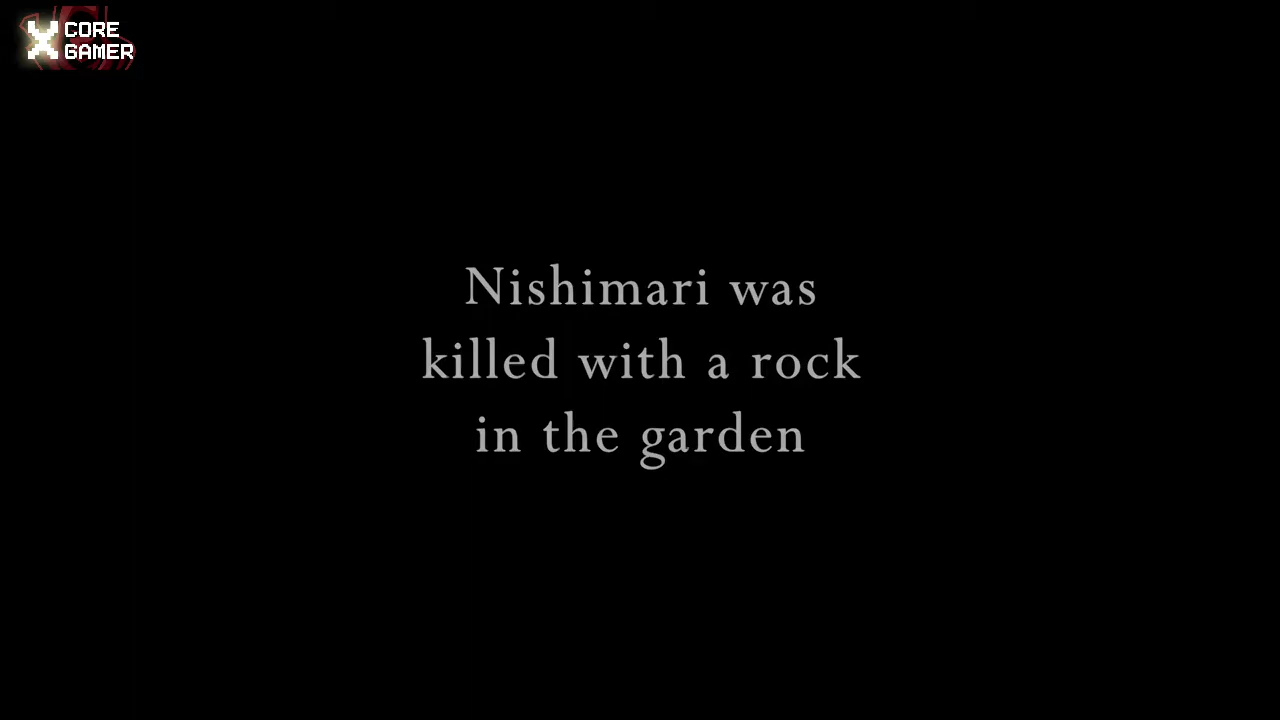 CORE
GAMER
Nishimari was
killed with a rock
in the garden